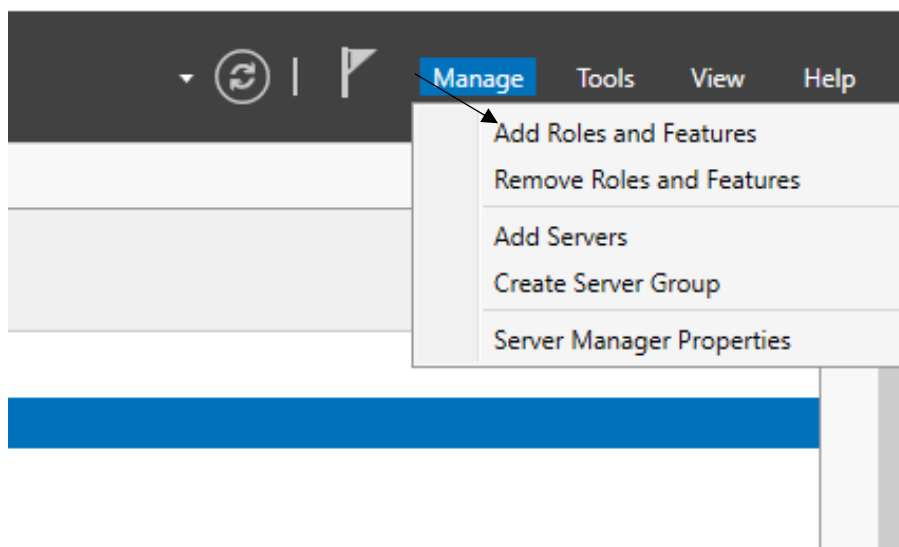 Manage Tools View Help
Add Roles and Features
Remove Roles and Features
Add Servers
Create Server Group
Server Manager Properties